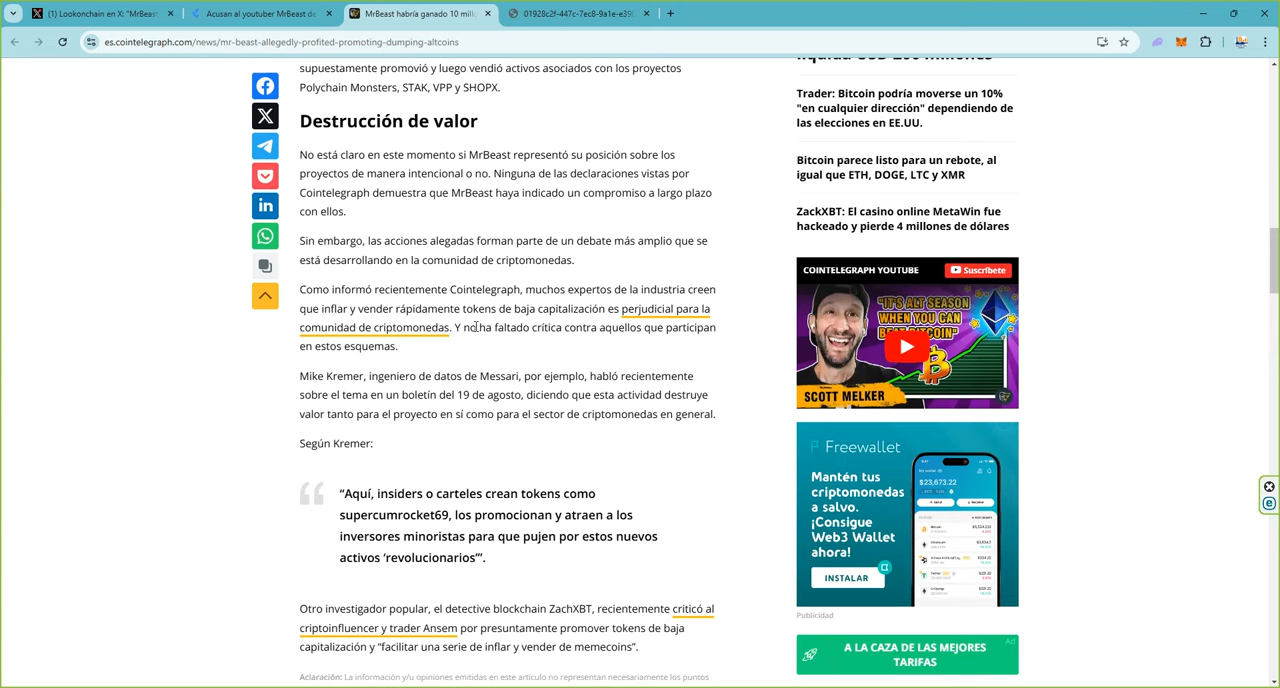 (1) Lookonchain en X: "MrBeast
Acusan al youtuber MrBeast de
MrBeast habría ganado 10 mill
01928c2f-447c-7ec8-9a1e-e39
es.cointelegraph.com/news/mr-beast-allegedly-profited-promoting-dumping-altcoins
supuestamente promovió y luego vendió activos asociados con los proyectos
Polychain Monsters, STAK, VPP y SHOPX.
Destrucción de valor
No está claro en este momento si MrBeast representó su posición sobre los
proyectos de manera intencional o no. Ninguna de las declaraciones vistas por
Cointelegraph demuestra que MrBeast haya indicado un compromiso a largo plazo
con ellos.
Sin embargo, las acciones alegadas forman parte de un debate más amplio que se
está desarrollando en la comunidad de criptomonedas.
Como informó recientemente Cointelegraph, muchos expertos de la industria creen
que inflar y vender rápidamente tokens de baja capitalización es perjudicial para la
comunidad de criptomonedas. Y no ha faltado crítica contra aquellos que participan
en estos esquemas.
Mike Kremer, ingeniero de datos de Messari, por ejemplo, habló recientemente
sobre el tema en un boletín del 19 de agosto, diciendo que esta actividad destruye
valor tanto para el proyecto en sí como para el sector de criptomonedas en general.
Según Kremer:
“Aquí, insiders o carteles crean tokens como
supercumrocket69, los promocionan y atraen a los
inversores minoristas para que pujen por estos nuevos
activos ‘revolucionarios’”.
Otro investigador popular, el detective blockchain ZachXBT, recientemente criticó al
criptoinfluencer y trader Ansem por presuntamente promover tokens de baja
capitalización y “facilitar una serie de inflar y vender de memecoins”.
Aclaración: La información y/u opiniones emitidas en este artículo no representan necesariamente los puntos
liquida USD 200 millones
Trader: Bitcoin podría moverse un 10%
"en cualquier dirección" dependiendo de
las elecciones en EE.UU.
Bitcoin parece listo para un rebote, al
igual que ETH, DOGE, LTC y XMR
ZackXBT: El casino online MetaWin fue
hackeado y pierde 4 millones de dólares
COINTELEGRAPH YOUTUBE
Suscríbete
"IT'S ALT SEASON
WHEN YOU CAN
BEAT BITCOIN"
SCOTT MELKER
Freewallet
Mantén tus
criptomonedas
a salvo.
¡Consigue
Web3 Wallet
ahora!
INSTALAR
$23,673.22
Publicidad
Ad
A LA CAZA DE LAS MEJORES
TARIFAS